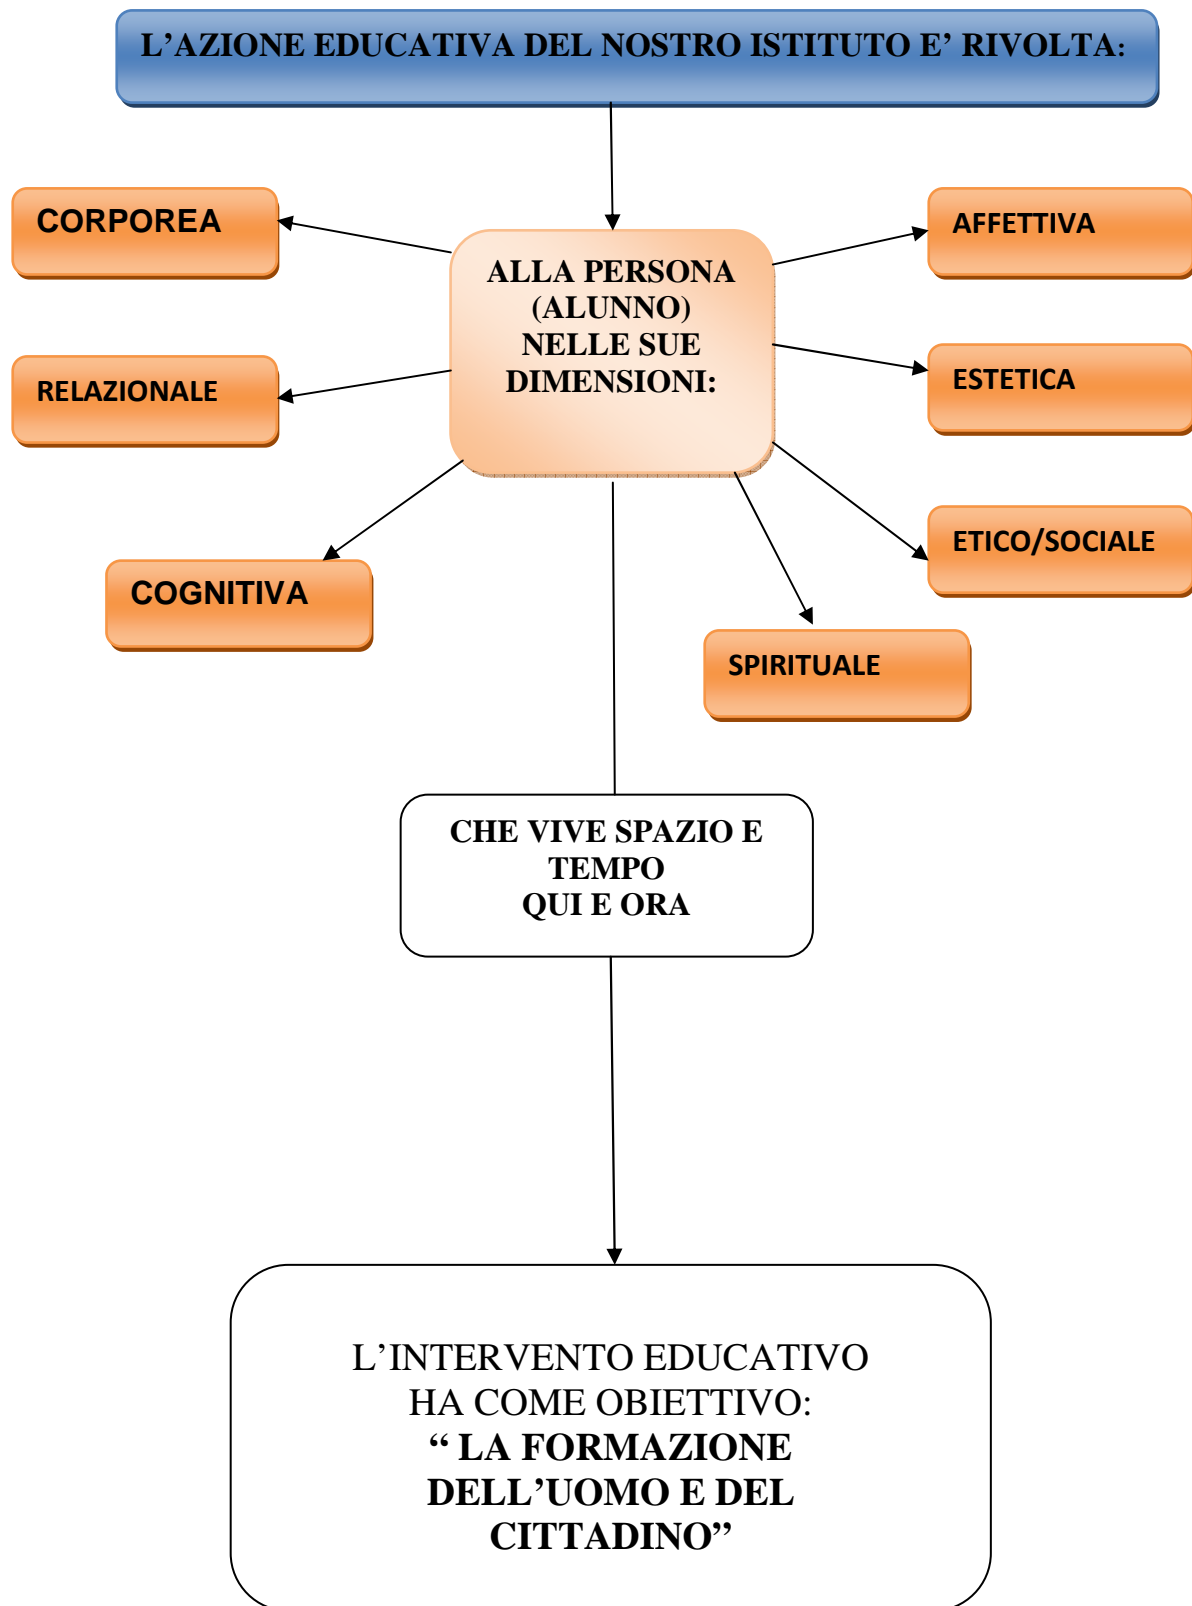 L’AZIONE EDUCATIVA DEL NOSTRO ISTITUTO E’ RIVOLTA:
CORPOREA
AFFETTIVA
ALLA PERSONA
(ALUNNO)
NELLE SUE
DIMENSIONI:
RELAZIONALE
ESTETICA
ETICO/SOCIALE
COGNITIVA
SPIRITUALE
CHE VIVE SPAZIO E
TEMPO
QUI E ORA
L’INTERVENTO EDUCATIVO
HA COME OBIETTIVO:
“ LA FORMAZIONE
DELL’UOMO E DEL
CITTADINO”